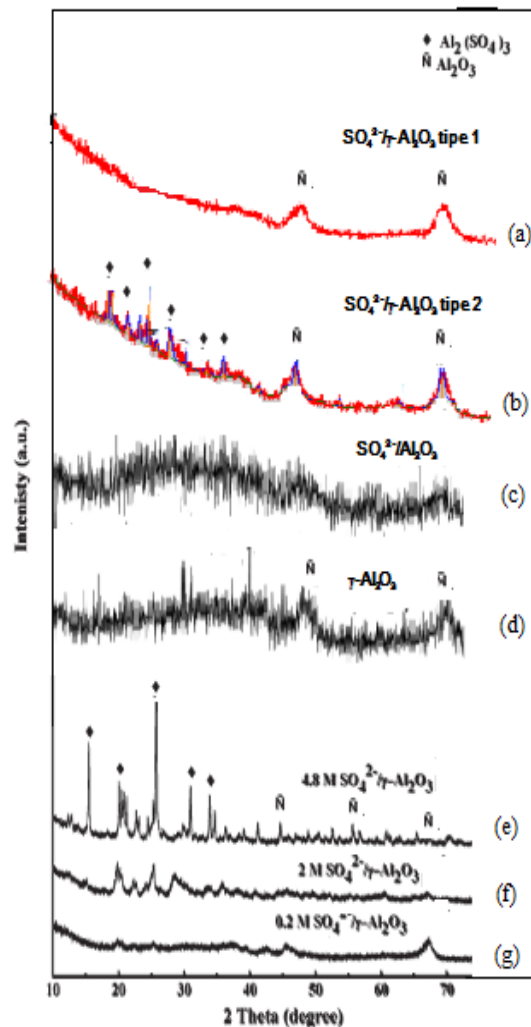 ♦ Al₂(SO₄)₃
Ñ Al₂O₃
SO₄²⁻/γ-Al₂O₃ tipe 1
Ñ Ñ
(a)
♦ ♦ ♦ ♦ ♦ ♦
SO₄²⁻/γ-Al₂O₃ tipe 2
Ñ Ñ
(b)
SO₄²⁻/Al₂O₃
(c)
γ-Al₂O₃
Ñ Ñ
(d)
♦ ♦ ♦ ♦ ♦
4.8 M SO₄²⁻/γ-Al₂O₃
Ñ Ñ Ñ
(e)
2 M SO₄²⁻/γ-Al₂O₃
(f)
0.2 M SO₄²⁻/γ-Al₂O₃
(g)
Intenisty (a.u.)
10 20 30 40 50 60 70
2 Theta (degree)